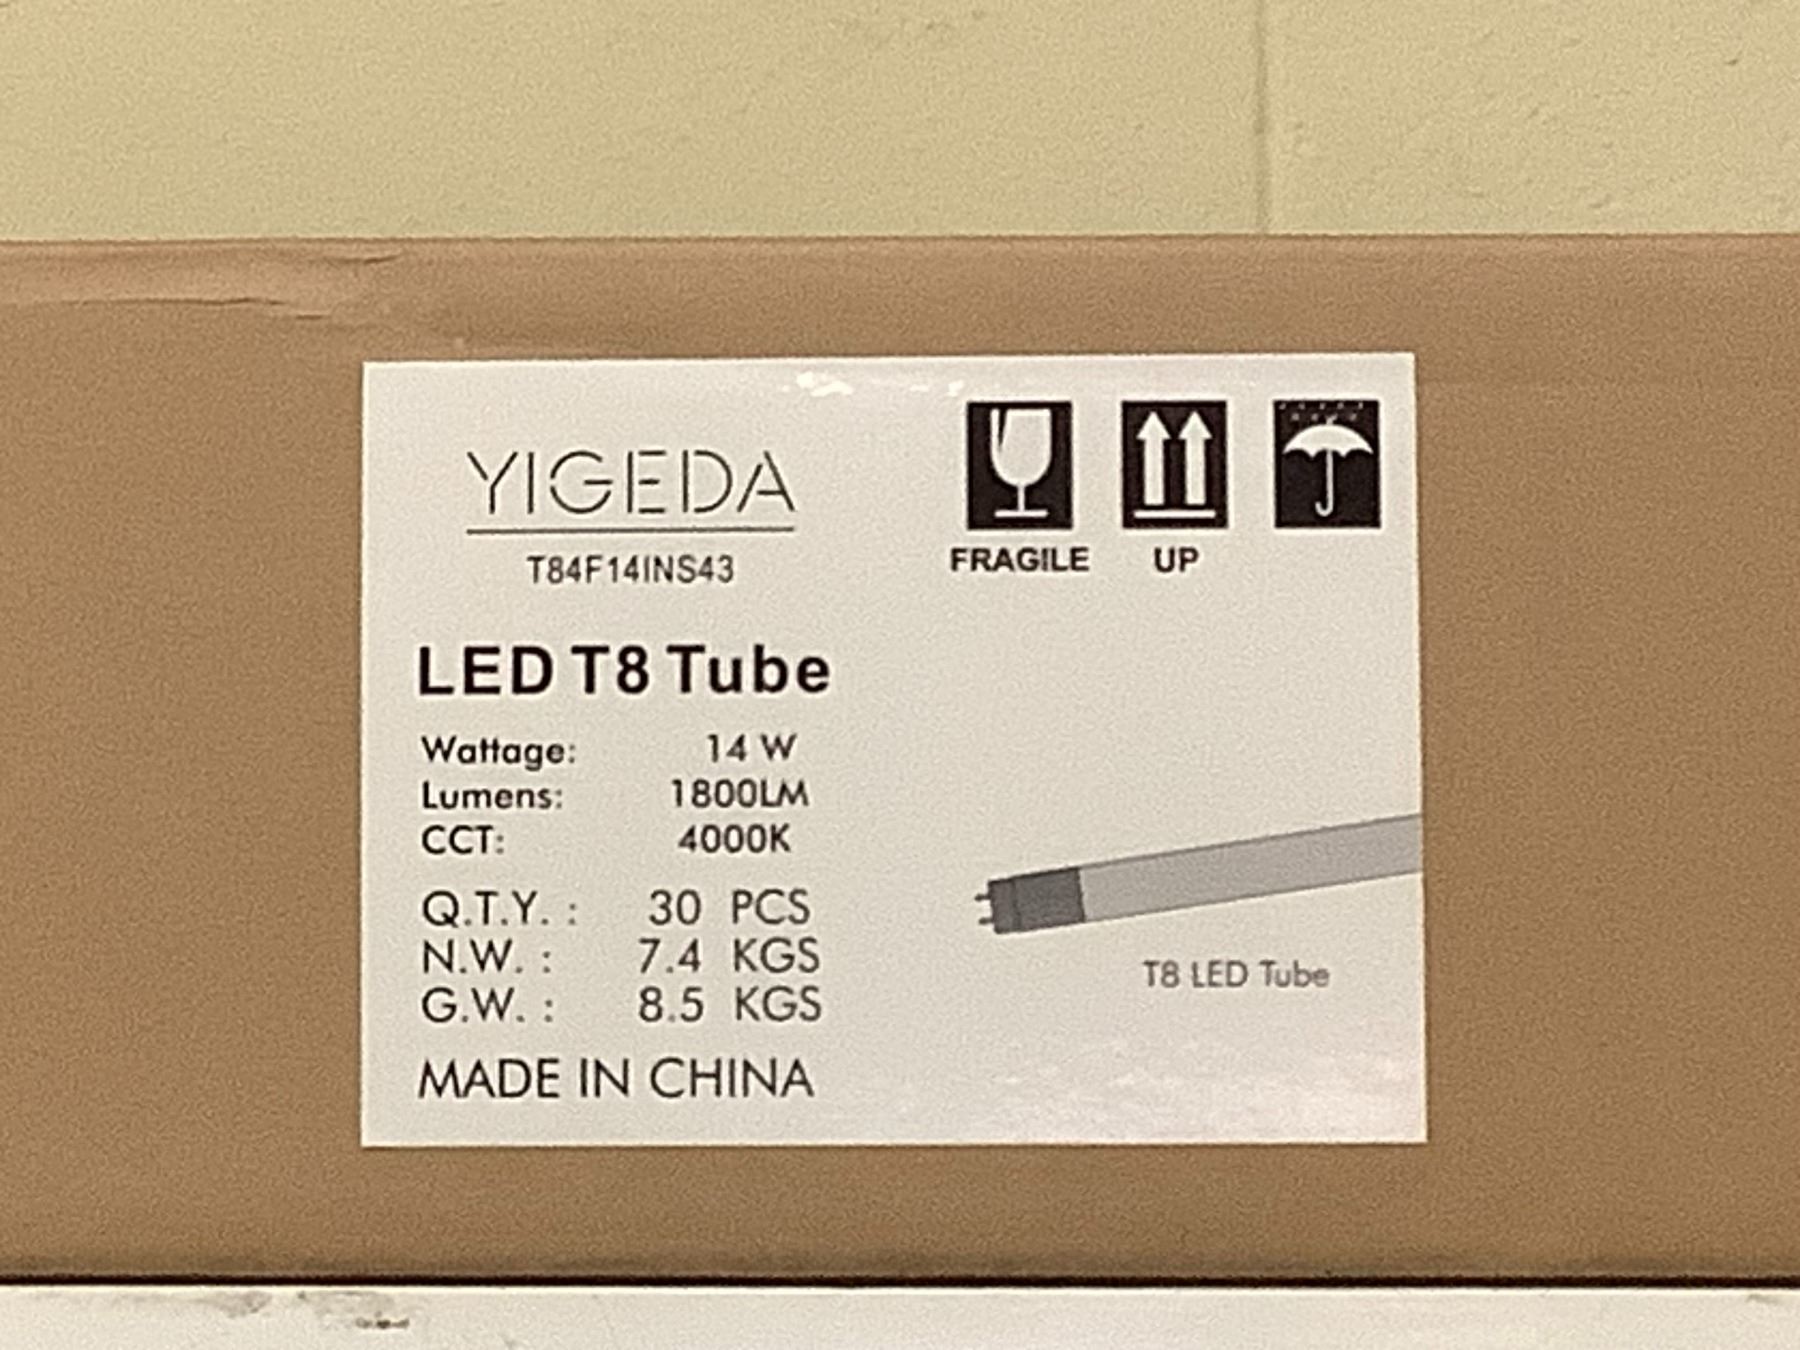 YIGEDA
T84F14INS43
FRAGILE
UP
LED T8 Tube
Wattage: 14 W
Lumens: 1800LM
CCT: 4000K
Q.T.Y. : 30 PCS
N.W. : 7.4 KGS
G.W. : 8.5 KGS
MADE IN CHINA
T8 LED Tube